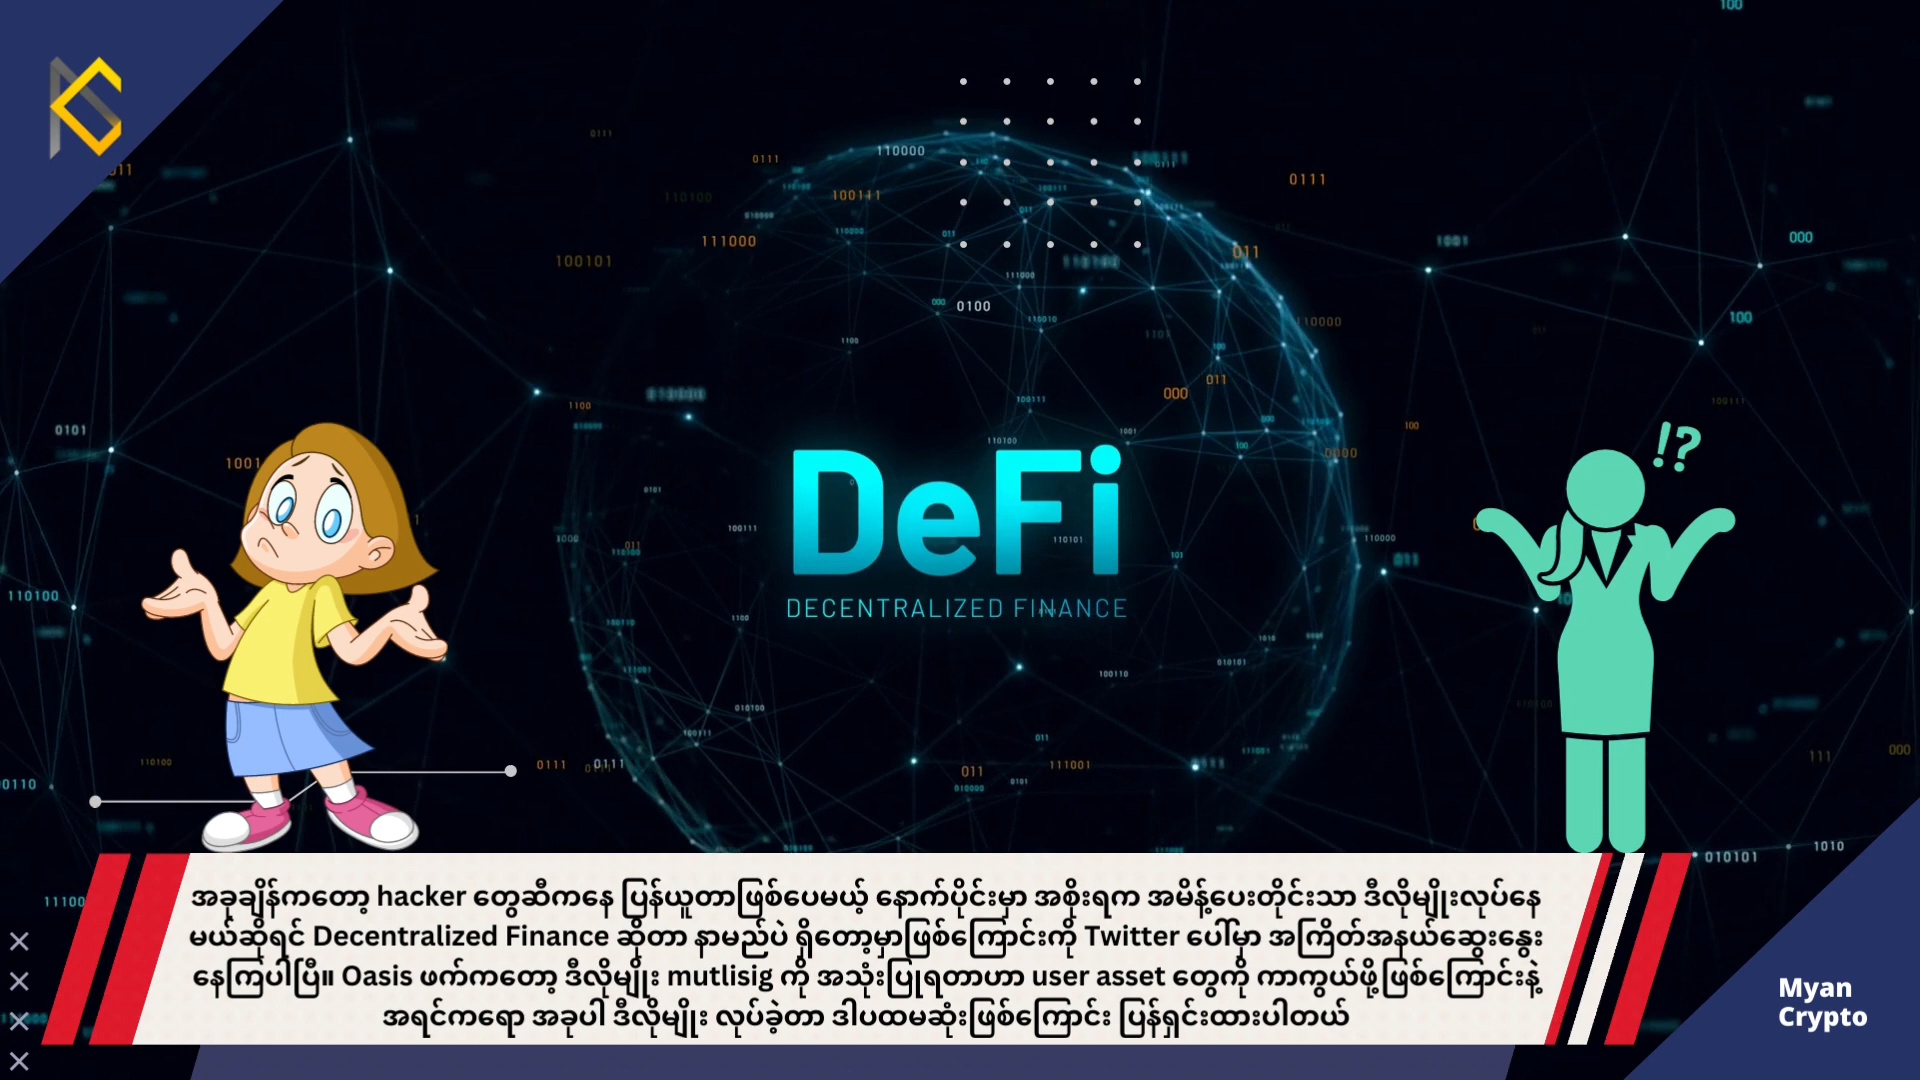 !?
DeFi
DECENTRALIZED FINANCE
အခုချိန်ကတော့ hacker တွေဆီကနေ ပြန်ယူတာဖြစ်ပေမယ့် နောက်ပိုင်းမှာ အစိုးရက အမိန့်ပေးတိုင်းသာ ဒီလိုမျိုးလုပ်နေ
မယ်ဆိုရင် Decentralized Finance ဆိုတာ နာမည်ပဲ ရှိတော့မှာဖြစ်ကြောင်းကို Twitter ပေါ်မှာ အကြိတ်အနယ်ဆွေးနွေး
နေကြပါပြီ။ Oasis ဖက်ကတော့ ဒီလိုမျိုး mutlisig ကို အသုံးပြုရတာဟာ user asset တွေကို ကာကွယ်ဖို့ဖြစ်ကြောင်းနဲ့
အရင်ကရော အခုပါ ဒီလိုမျိုး လုပ်ခဲ့တာ ဒါပထမဆုံးဖြစ်ကြောင်း ပြန်ရှင်းထားပါတယ်
Myan
Crypto